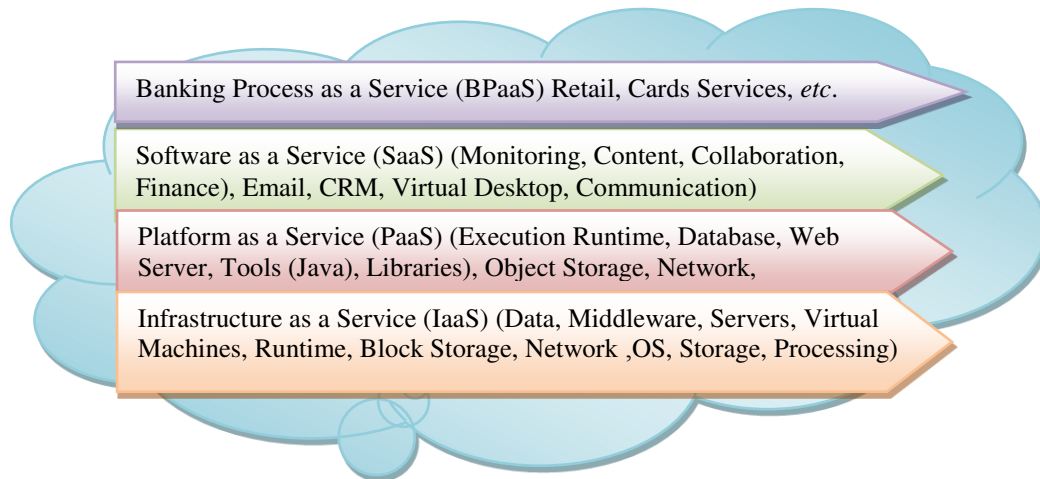 Banking Process as a Service (BPaaS) Retail, Cards Services, etc.
Software as a Service (SaaS) (Monitoring, Content, Collaboration,
Finance), Email, CRM, Virtual Desktop, Communication)
Platform as a Service (PaaS) (Execution Runtime, Database, Web
Server, Tools (Java), Libraries), Object Storage, Network,
Infrastructure as a Service (IaaS) (Data, Middleware, Servers, Virtual
Machines, Runtime, Block Storage, Network ,OS, Storage, Processing)